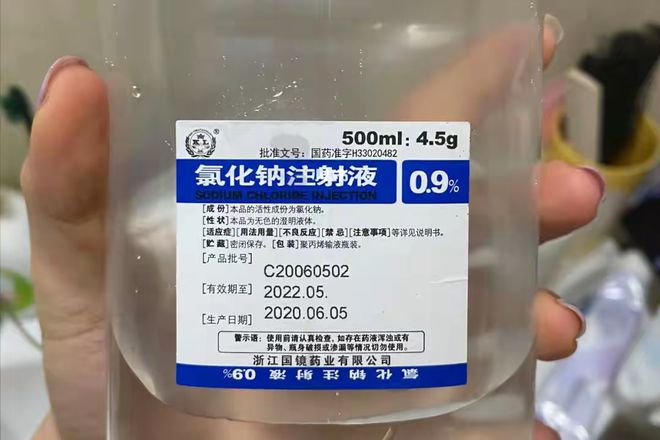 500ml: 4.5g
批准文号: 国药准字H33020482
氯化钠注射液
0.9%
SODIUM CHLORIDE INJECTION
[成 份] 本品的活性成份为氯化钠。
[性 状] 本品为无色的澄明液体。
[适应症] [用法用量] [不良反应] [禁 忌] [注意事项] 等详见说明书。
[贮 藏] 密闭保存。 [包 装] 聚丙烯输液瓶装。
[产品批号] C20060502
[有效期至] 2022.05.
[生产日期] 2020.06.05
警示语: 使用前请认真检查, 如存在药液浑浊或有
异物、瓶身破损或渗漏等情况切勿使用。
浙江国镜药业有限公司
氯化钠注射液 0.9%